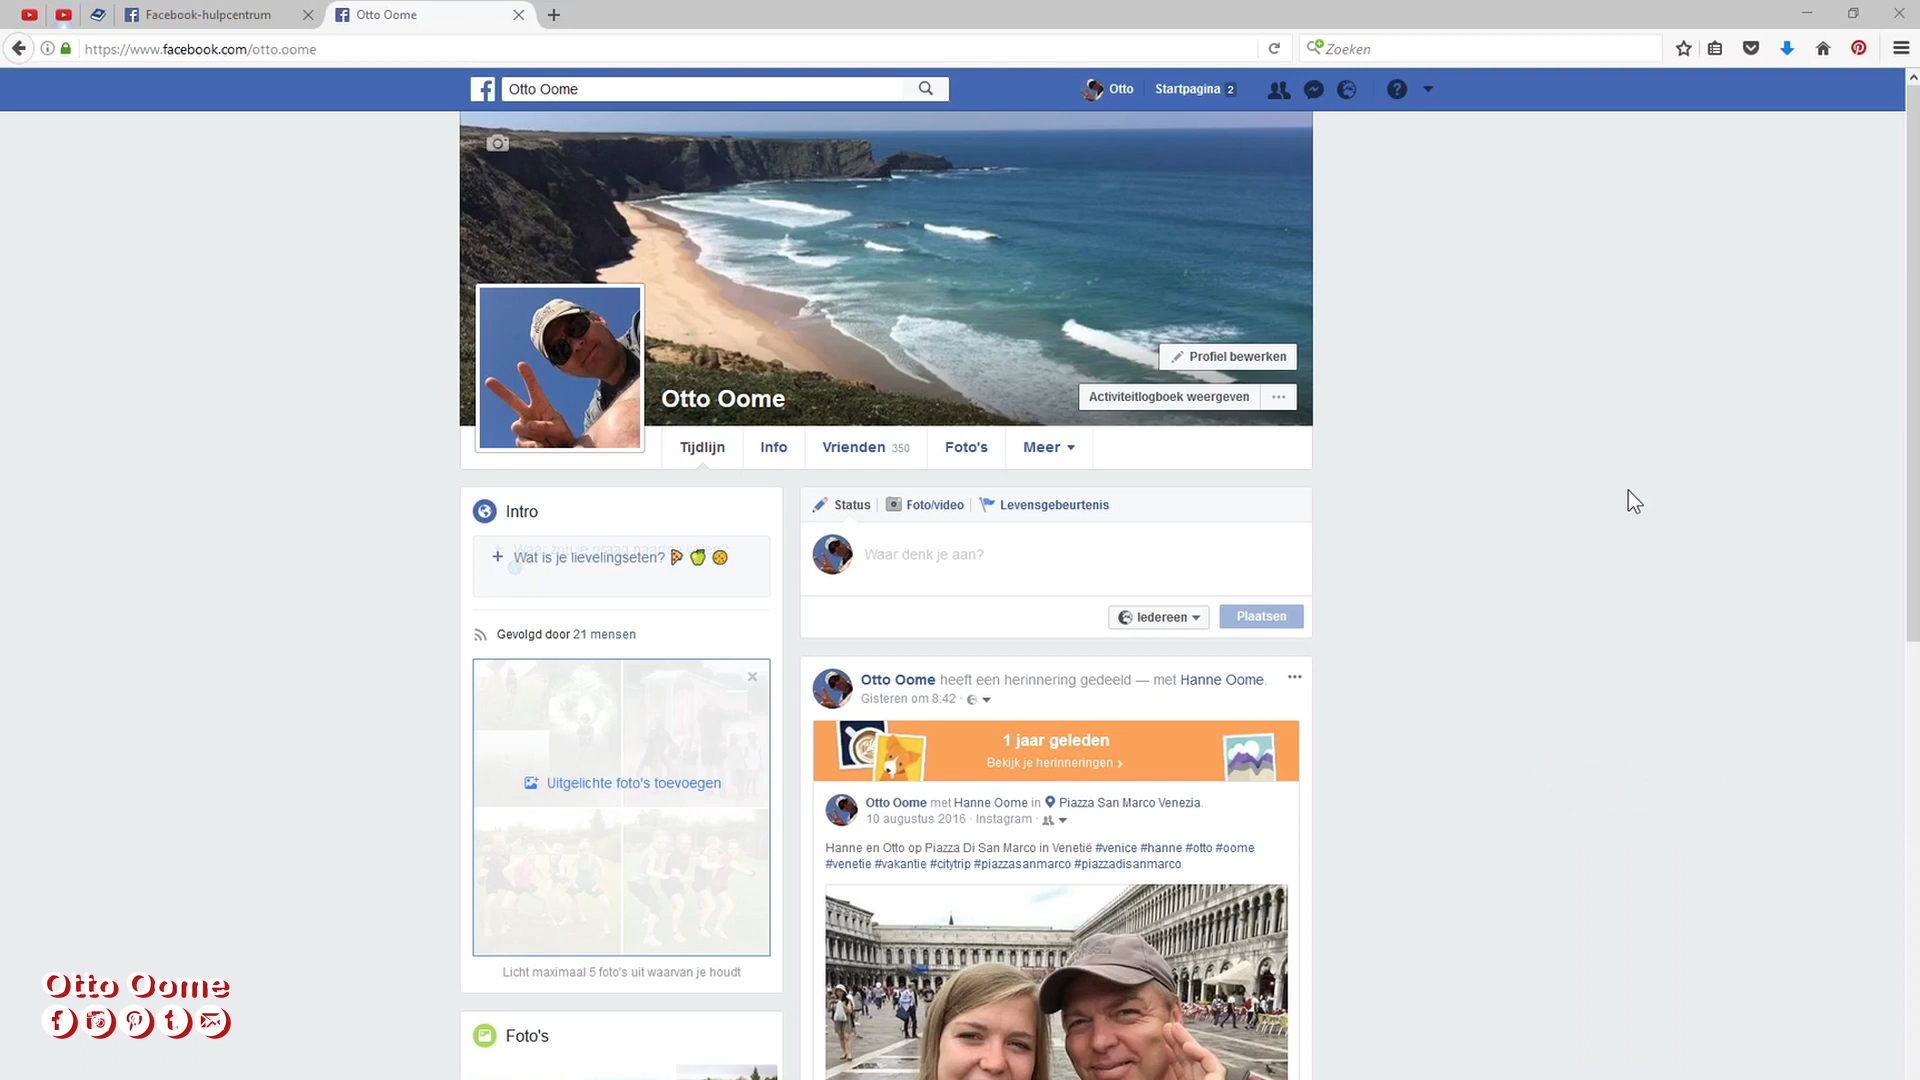 Facebook-hulpcentrum
Otto Oome
https://www.facebook.com/otto.oome
Zoeken
Otto Oome
Otto
Startpagina 2
Profiel bewerken
Activiteitlogboek weergeven
Otto Oome
Tijdlijn
Info
Vrienden 350
Foto's
Meer
Intro
+ Wat is je lievelingseten?
Gevolgd door 21 mensen
Uitgelichte foto's toevoegen
Licht maximaal 5 foto's uit waarvan je houdt
Foto's
Status
Foto/video
Levensgebeurtenis
Waar denk je aan?
Iedereen
Plaatsen
Otto Oome heeft een herinnering gedeeld — met Hanne Oome.
Gisteren om 8:42 ·
1 jaar geleden
Bekijk je herinneringen ›
Otto Oome met Hanne Oome in Piazza San Marco Venezia.
10 augustus 2016 · Instagram ·
Hanne en Otto op Piazza Di San Marco in Venetië #venice #hanne #otto #oome
#venetie #vakantie #citytrip #piazzasanmarco #piazzadisanmarco
Otto Oome